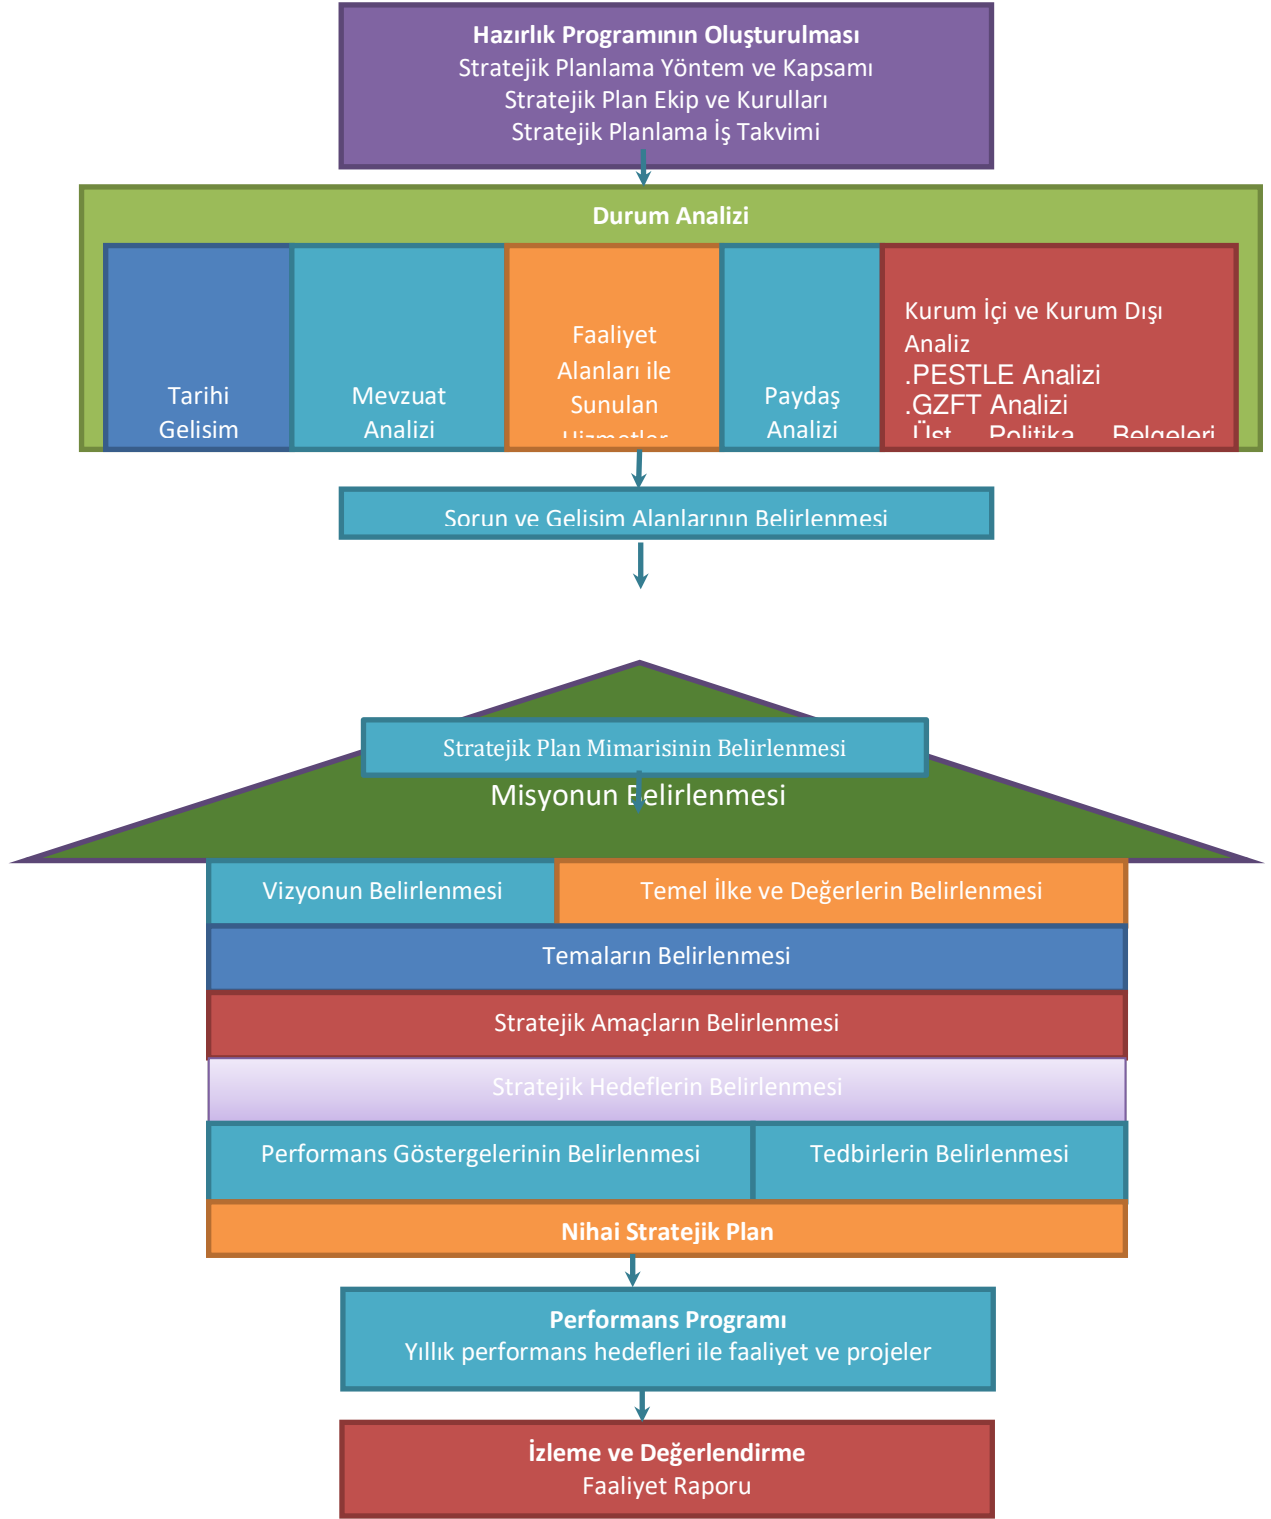 Hazırlık Programının Oluşturulması
Stratejik Planlama Yöntem ve Kapsamı
Stratejik Plan Ekip ve Kurulları
Stratejik Planlama İş Takvimi
Durum Analizi
Tarihi
Gelisim
Mevzuat
Analizi
Faaliyet
Alanları ile
Sunulan
Hizmetler
Paydaş
Analizi
Kurum İçi ve Kurum Dışı
Analiz
.PESTLE Analizi
.GZFT Analizi
.Üst Politika Belgeleri
Sorun ve Gelisim Alanlarının Belirlenmesi
Stratejik Plan Mimarisinin Belirlenmesi
Misyonun Belirlenmesi
Vizyonun Belirlenmesi
Temel İlke ve Değerlerin Belirlenmesi
Temaların Belirlenmesi
Stratejik Amaçların Belirlenmesi
Stratejik Hedeflerin Belirlenmesi
Performans Göstergelerinin Belirlenmesi
Tedbirlerin Belirlenmesi
Nihai Stratejik Plan
Performans Programı
Yıllık performans hedefleri ile faaliyet ve projeler
İzleme ve Değerlendirme
Faaliyet Raporu